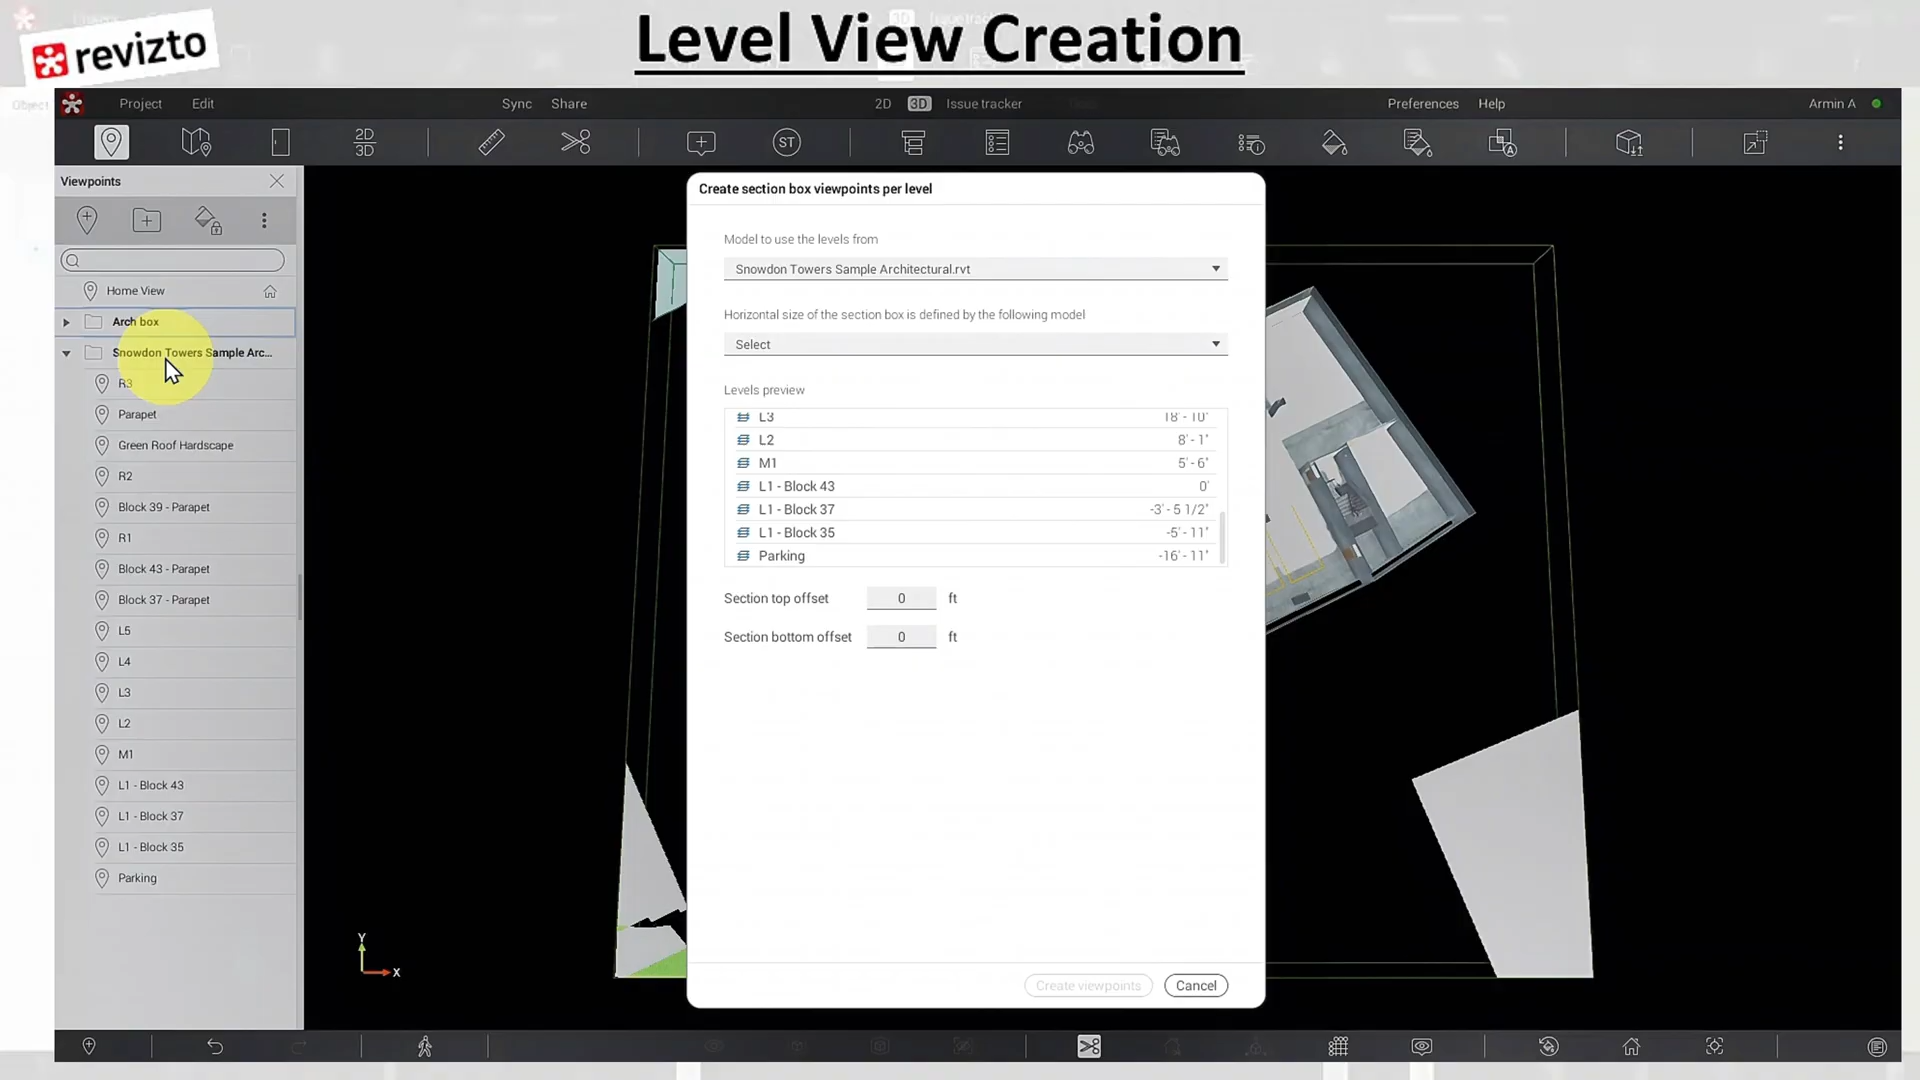 Level View Creation
revizto
Project Edit Sync Share 2D 3D Issue tracker Preferences Help Armin A
2D
3D
ST
A
Viewpoints
Home View
Arch box
Snowdon Towers Sample Arc...
R3
Parapet
Green Roof Hardscape
R2
Block 39 - Parapet
R1
Block 43 - Parapet
Block 37 - Parapet
L5
L4
L3
L2
M1
L1 - Block 43
L1 - Block 37
L1 - Block 35
Parking
Create section box viewpoints per level
Model to use the levels from
Snowdon Towers Sample Architectural.rvt
Horizontal size of the section box is defined by the following model
Select
Levels preview
L3 18' - 10"
L2 8' - 1"
M1 5' - 6"
L1 - Block 43 0'
L1 - Block 37 -3' - 5 1/2"
L1 - Block 35 -5' - 11"
Parking -16' - 11"
Section top offset 0 ft
Section bottom offset 0 ft
Create viewpoints Cancel
Y
X